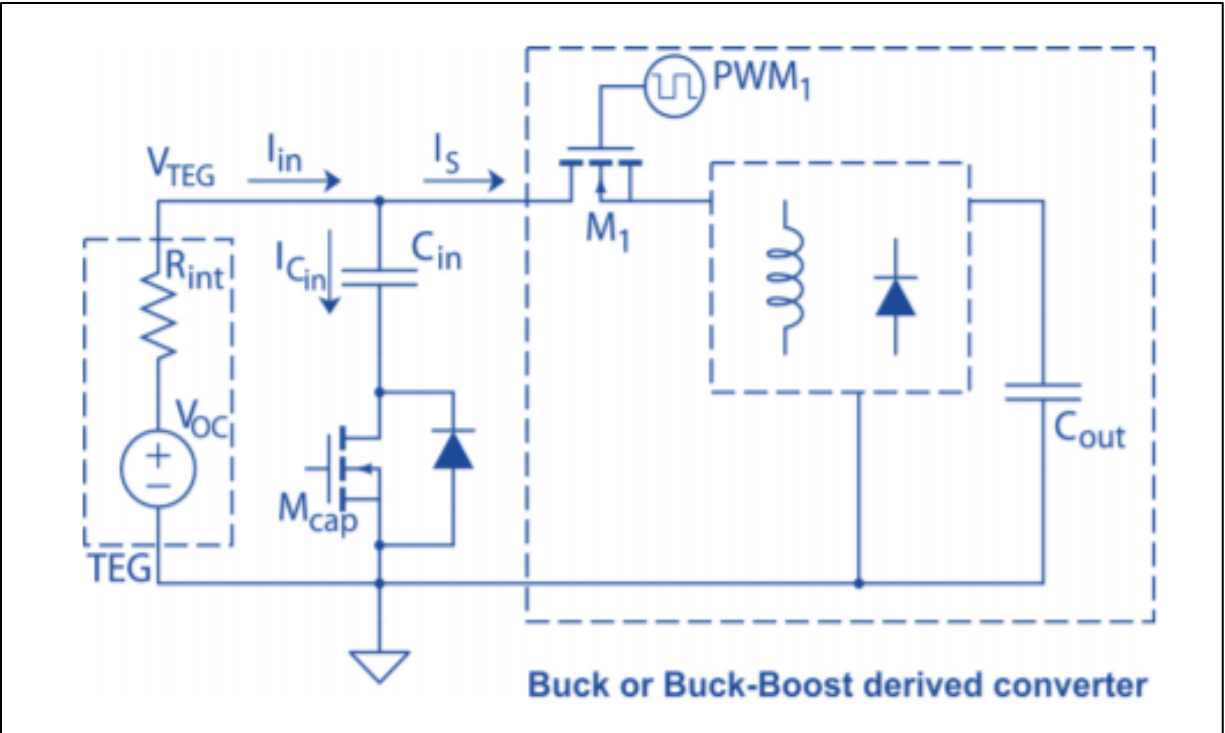 PWM1
VTEG
Iin
IS
M1
Rint
ICin
Cin
VOC
Mcap
Cout
TEG
Buck or Buck-Boost derived converter